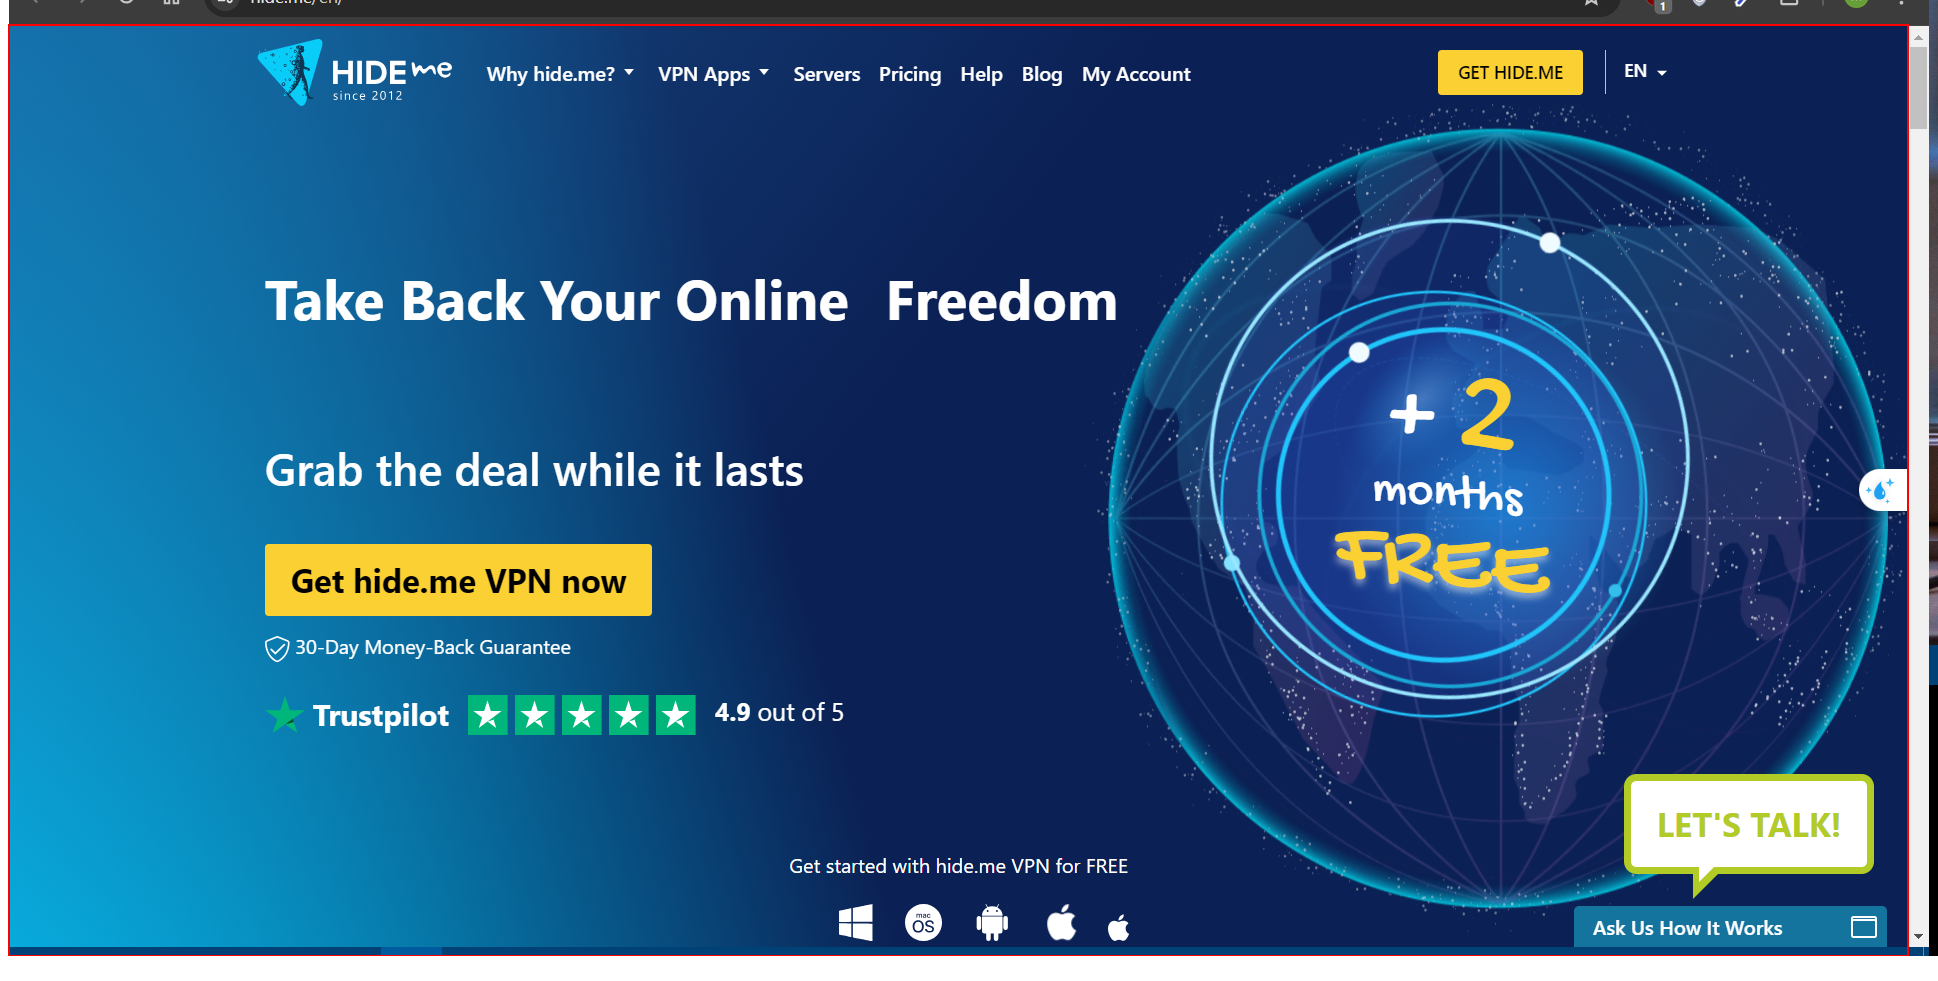 hide.me/en/
1
HIDE me
since 2012
Why hide.me?
VPN Apps
Servers
Pricing
Help
Blog
My Account
GET HIDE.ME
EN
Take Back Your Online Freedom
Grab the deal while it lasts
Get hide.me VPN now
30-Day Money-Back Guarantee
Trustpilot
4.9 out of 5
+ 2
months
FREE
LET'S TALK!
Get started with hide.me VPN for FREE
mac
OS
Ask Us How It Works